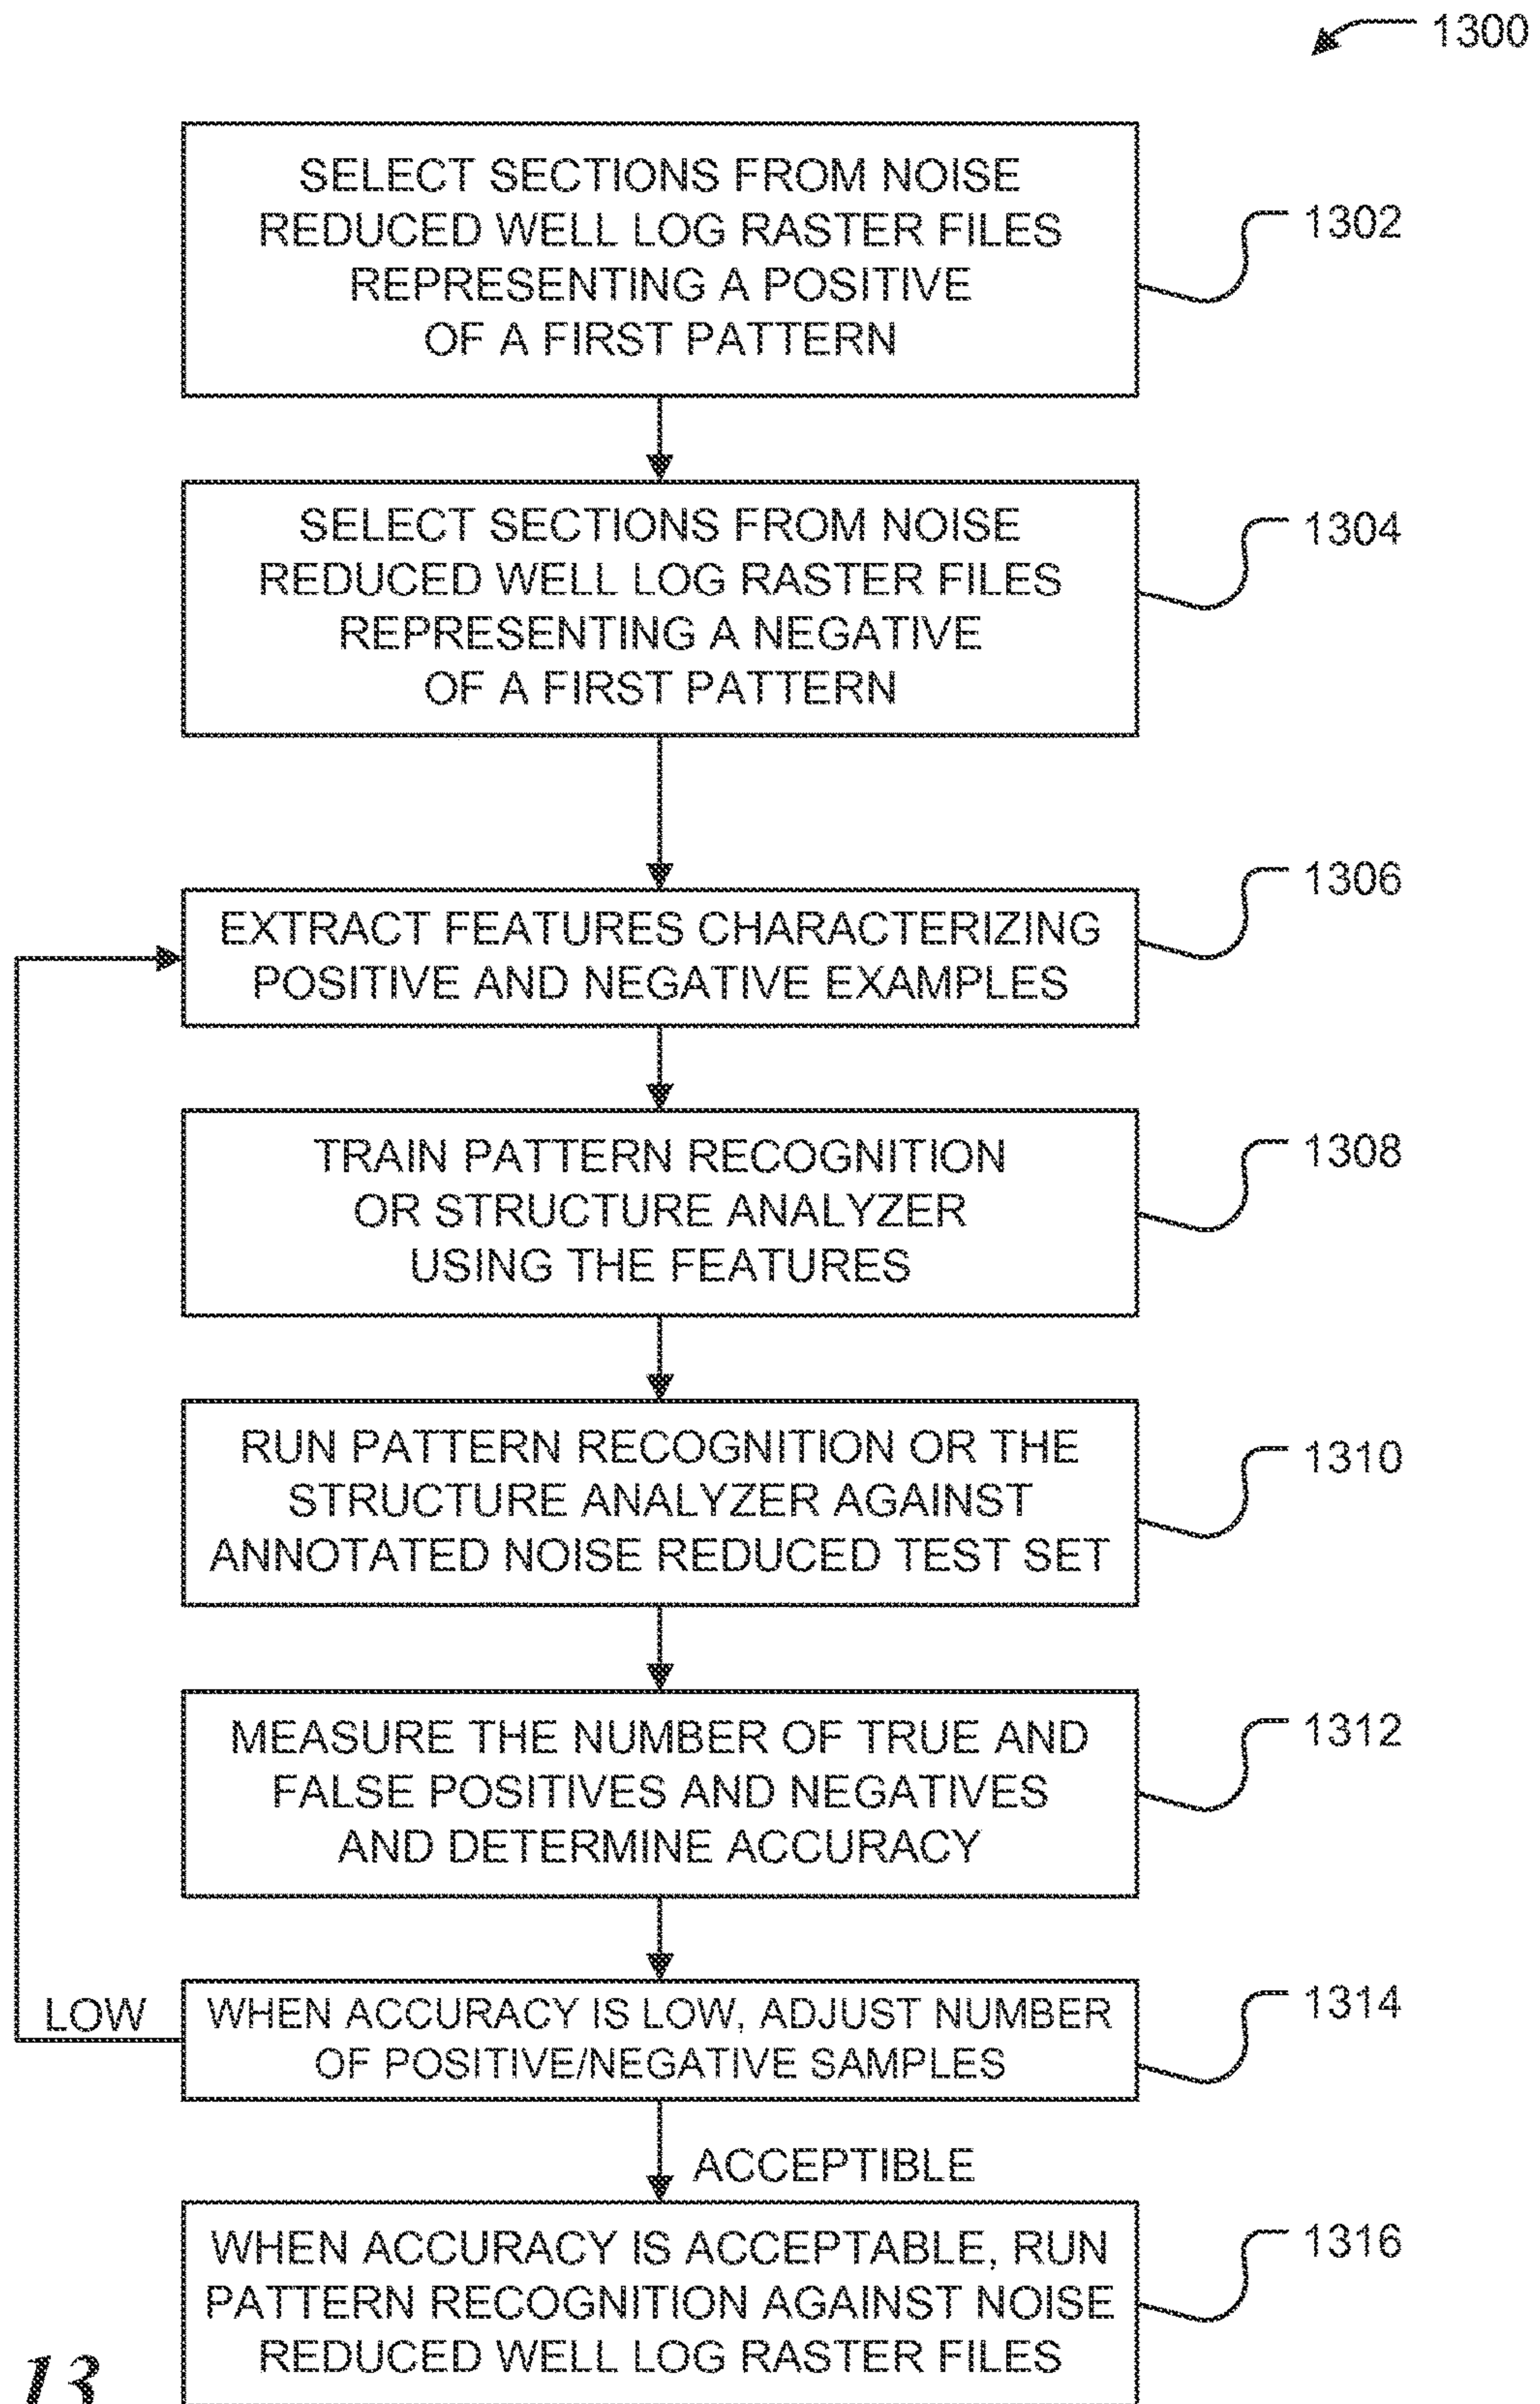 1300
SELECT SECTIONS FROM NOISE
REDUCED WELL LOG RASTER FILES
REPRESENTING A POSITIVE
OF A FIRST PATTERN
1302
SELECT SECTIONS FROM NOISE
REDUCED WELL LOG RASTER FILES
REPRESENTING A NEGATIVE
OF A FIRST PATTERN
1304
EXTRACT FEATURES CHARACTERIZING
POSITIVE AND NEGATIVE EXAMPLES
1306
TRAIN PATTERN RECOGNITION
OR STRUCTURE ANALYZER
USING THE FEATURES
1308
RUN PATTERN RECOGNITION OR THE
STRUCTURE ANALYZER AGAINST
ANNOTATED NOISE REDUCED TEST SET
1310
MEASURE THE NUMBER OF TRUE AND
FALSE POSITIVES AND NEGATIVES
AND DETERMINE ACCURACY
1312
LOW
WHEN ACCURACY IS LOW, ADJUST NUMBER
OF POSITIVE/NEGATIVE SAMPLES
1314
ACCEPTIBLE
WHEN ACCURACY IS ACCEPTABLE, RUN
PATTERN RECOGNITION AGAINST NOISE
REDUCED WELL LOG RASTER FILES
1316
13